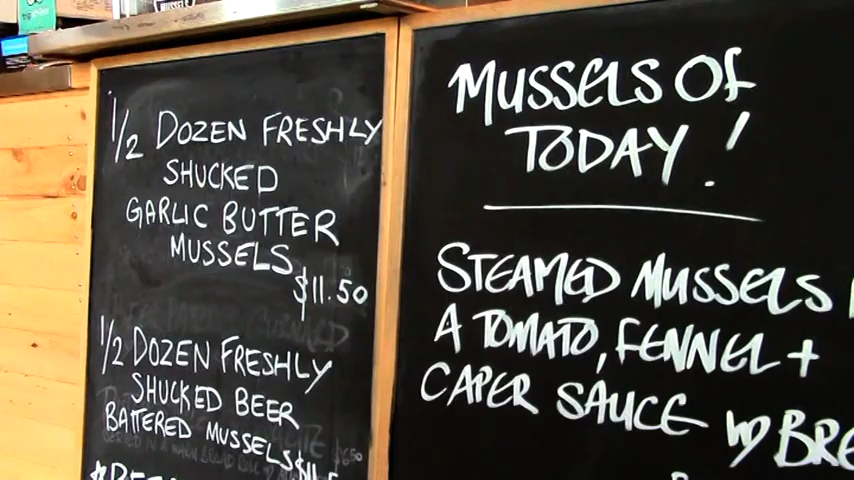 1/2 DOZEN FRESHLY
SHUCKED
GARLIC BUTTER
MUSSELS
$11.50
1/2 DOZEN FRESHLY
SHUCKED BEER
BATTERED MUSSELS
MUSSELS OF
TODAY!
STEAMED MUSSELS
A TOMATO, FENNEL +
CAPER SAUCE w/